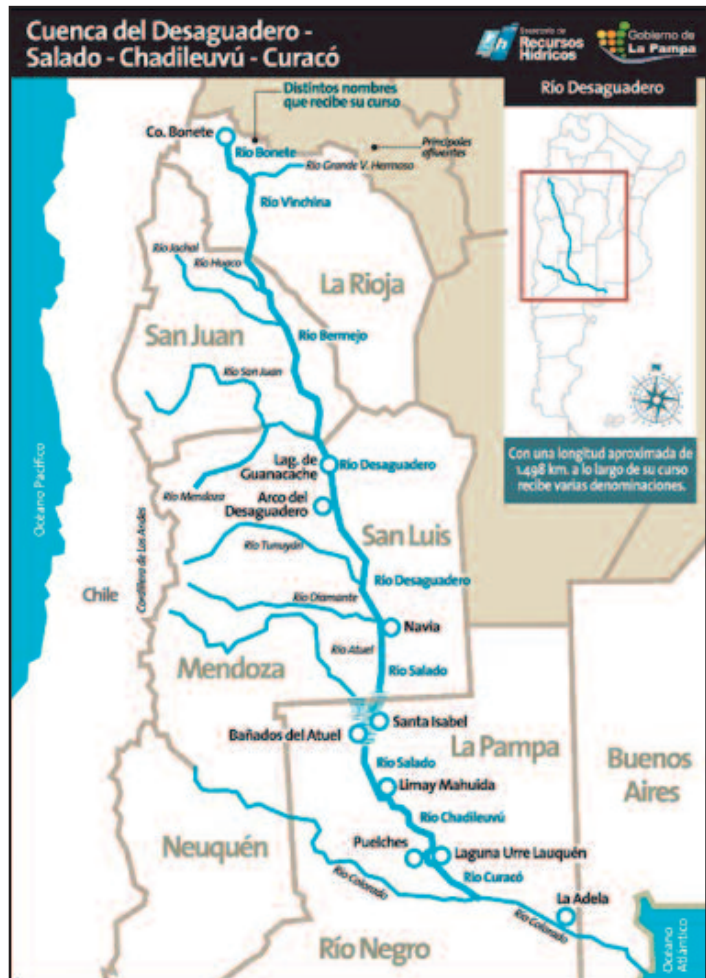 Cuenca del Desaguadero -
Salado - Chadileuvú - Curacó
Secretaría de
Recursos
Hídricos
Gobierno de
La Pampa
Distintos nombres
que recibe su curso
Río Desaguadero
Co. Bonete
Río Bonete
Principales
afluentes
Río Grande V. Hermoso
Río Vinchina
Río Jachal
Río Huaco
La Rioja
San Juan
Río Bermejo
Río San Juan
N
Con una longitud aproximada de
1.498 km. a lo largo de su curso
recibe varias denominaciones.
Océano Pacífico
Lag. de
Guanacache
Río Desaguadero
Río Mendoza
Arco del
Desaguadero
San Luis
Río Tunuyán
Río Desaguadero
Chile
Cordillera de Los Andes
Río Diamante
Navia
Río Atuel
Río Salado
Mendoza
Santa Isabel
Bañados del Atuel
La Pampa
Buenos
Aires
Río Salado
Limay Mahuida
Río Chadileuvú
Neuquén
Puelches
Laguna Urre Lauquén
Río Curacó
Río Colorado
La Adela
Río Colorado
Río Negro
Océano
Atlántico